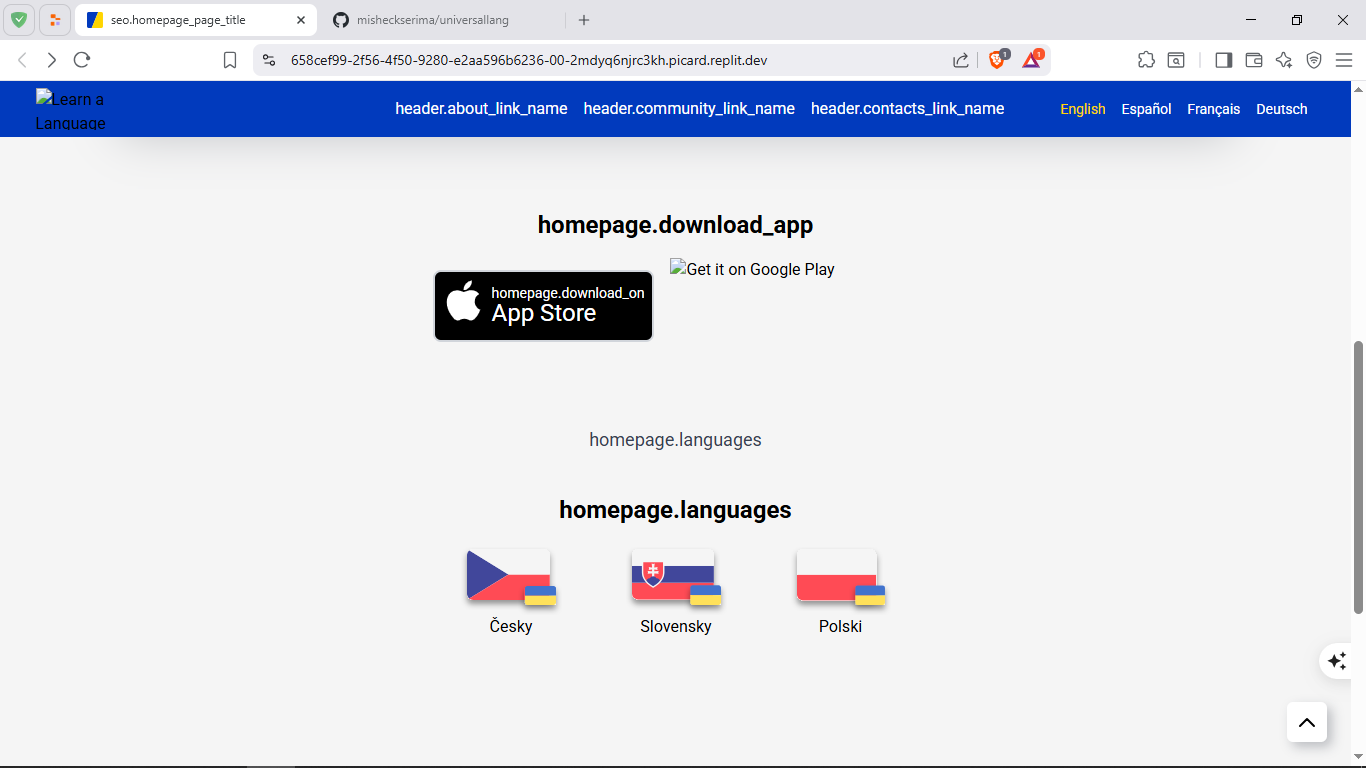 seo.homepage_page_title
misheckserima/universallang
658cef99-2f56-4f50-9280-e2aa596b6236-00-2mdyq6njrc3kh.picard.replit.dev
1
1
Learn a
Language
header.about_link_name
header.community_link_name
header.contacts_link_name
English
Español
Français
Deutsch
homepage.download_app
homepage.download_on
App Store
Get it on Google Play
homepage.languages
homepage.languages
Česky
Slovensky
Polski